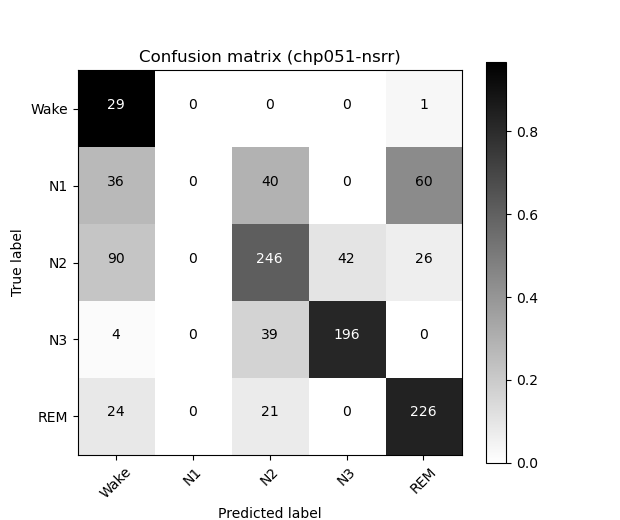 Confusion matrix (chp051-nsrr)
Wake 29 0 0 0 1
N1 36 0 40 0 60
N2 90 0 246 42 26
N3 4 0 39 196 0
REM 24 0 21 0 226
Wake N1 N2 N3 REM
True label
Predicted label
0.8
0.6
0.4
0.2
0.0